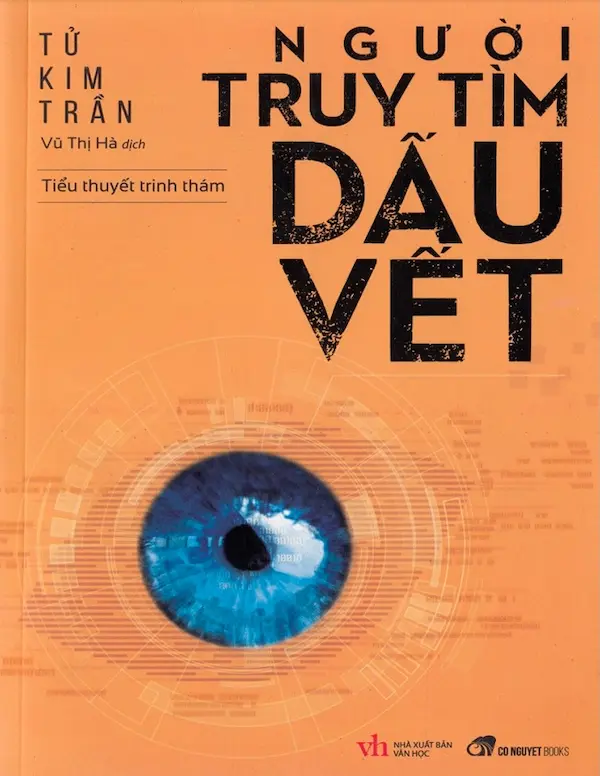 TỬ
KIM
TRẦN
Vũ Thị Hà dịch
Tiểu thuyết trinh thám
NGƯỜI
TRUY TÌM
DẤU
VẾT
vh NHÀ XUẤT BẢN
VĂN HỌC
CO NGUYET BOOKS